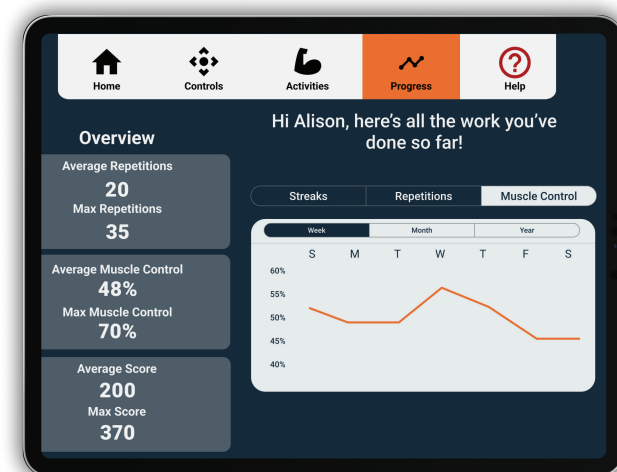 Home
Controls
Activities
Progress
?
Help
Overview
Average Repetitions
20
Max Repetitions
35
Average Muscle Control
48%
Max Muscle Control
70%
Average Score
200
Max Score
370
Hi Alison, here's all the work you've
done so far!
Streaks Repetitions Muscle Control
Week Month Year
S M T W T F S
60%
55%
50%
45%
40%